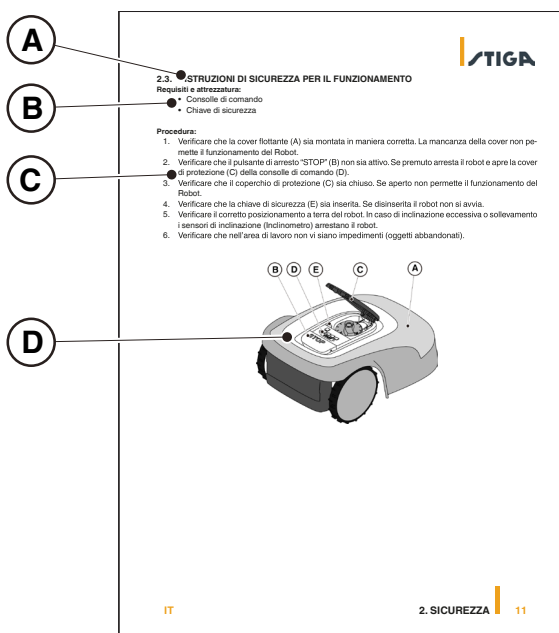 A
STIGA
2.3. ISTRUZIONI DI SICUREZZA PER IL FUNZIONAMENTO
B
Requisiti e attrezzatura:
• Consolle di comando
• Chiave di sicurezza
Procedura:
1. Verificare che la cover flottante (A) sia montata in maniera corretta. La mancanza della cover non pe-
mette il funzionamento del Robot.
2. Verificare che il pulsante di arresto “STOP” (B) non sia attivo. Se premuto arresta il robot e apre la cover
C
di protezione (C) della consolle di comando (D).
3. Verificare che il coperchio di protezione (C) sia chiuso. Se aperto non permette il funzionamento del
Robot.
4. Verificare che la chiave di sicurezza (E) sia inserita. Se disinserita il robot non si avvia.
5. Verificare il corretto posizionamento a terra del robot. In caso di inclinazione eccessiva o sollevamento
i sensori di inclinazione (Inclinometro) arrestano il robot.
6. Verificare che nell'area di lavoro non vi siano impedimenti (oggetti abbandonati).
B D E C A
D
STOP
IT 2. SICUREZZA 11